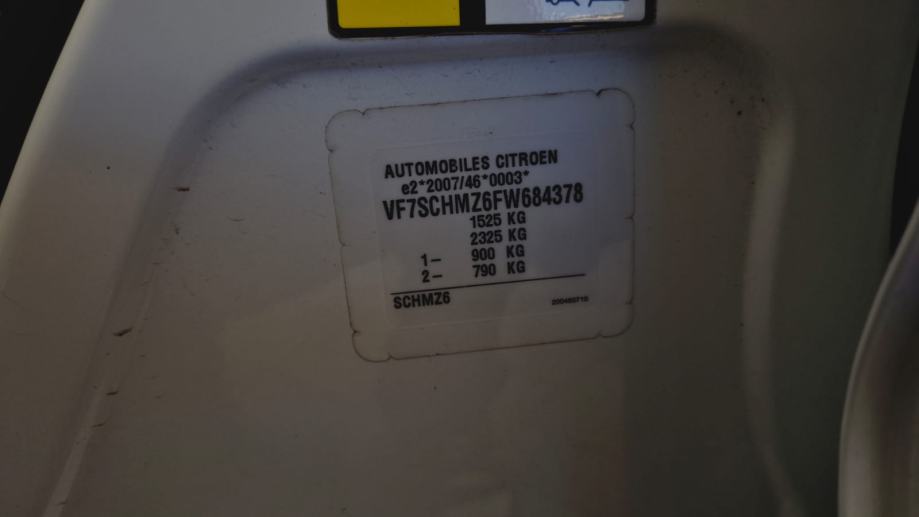 AUTOMOBILES CITROEN
e2*2007/46*0003*
VF7SCHMZ6FW684378
1525 KG
2325 KG
1- 900 KG
2- 790 KG
SCHMZ6